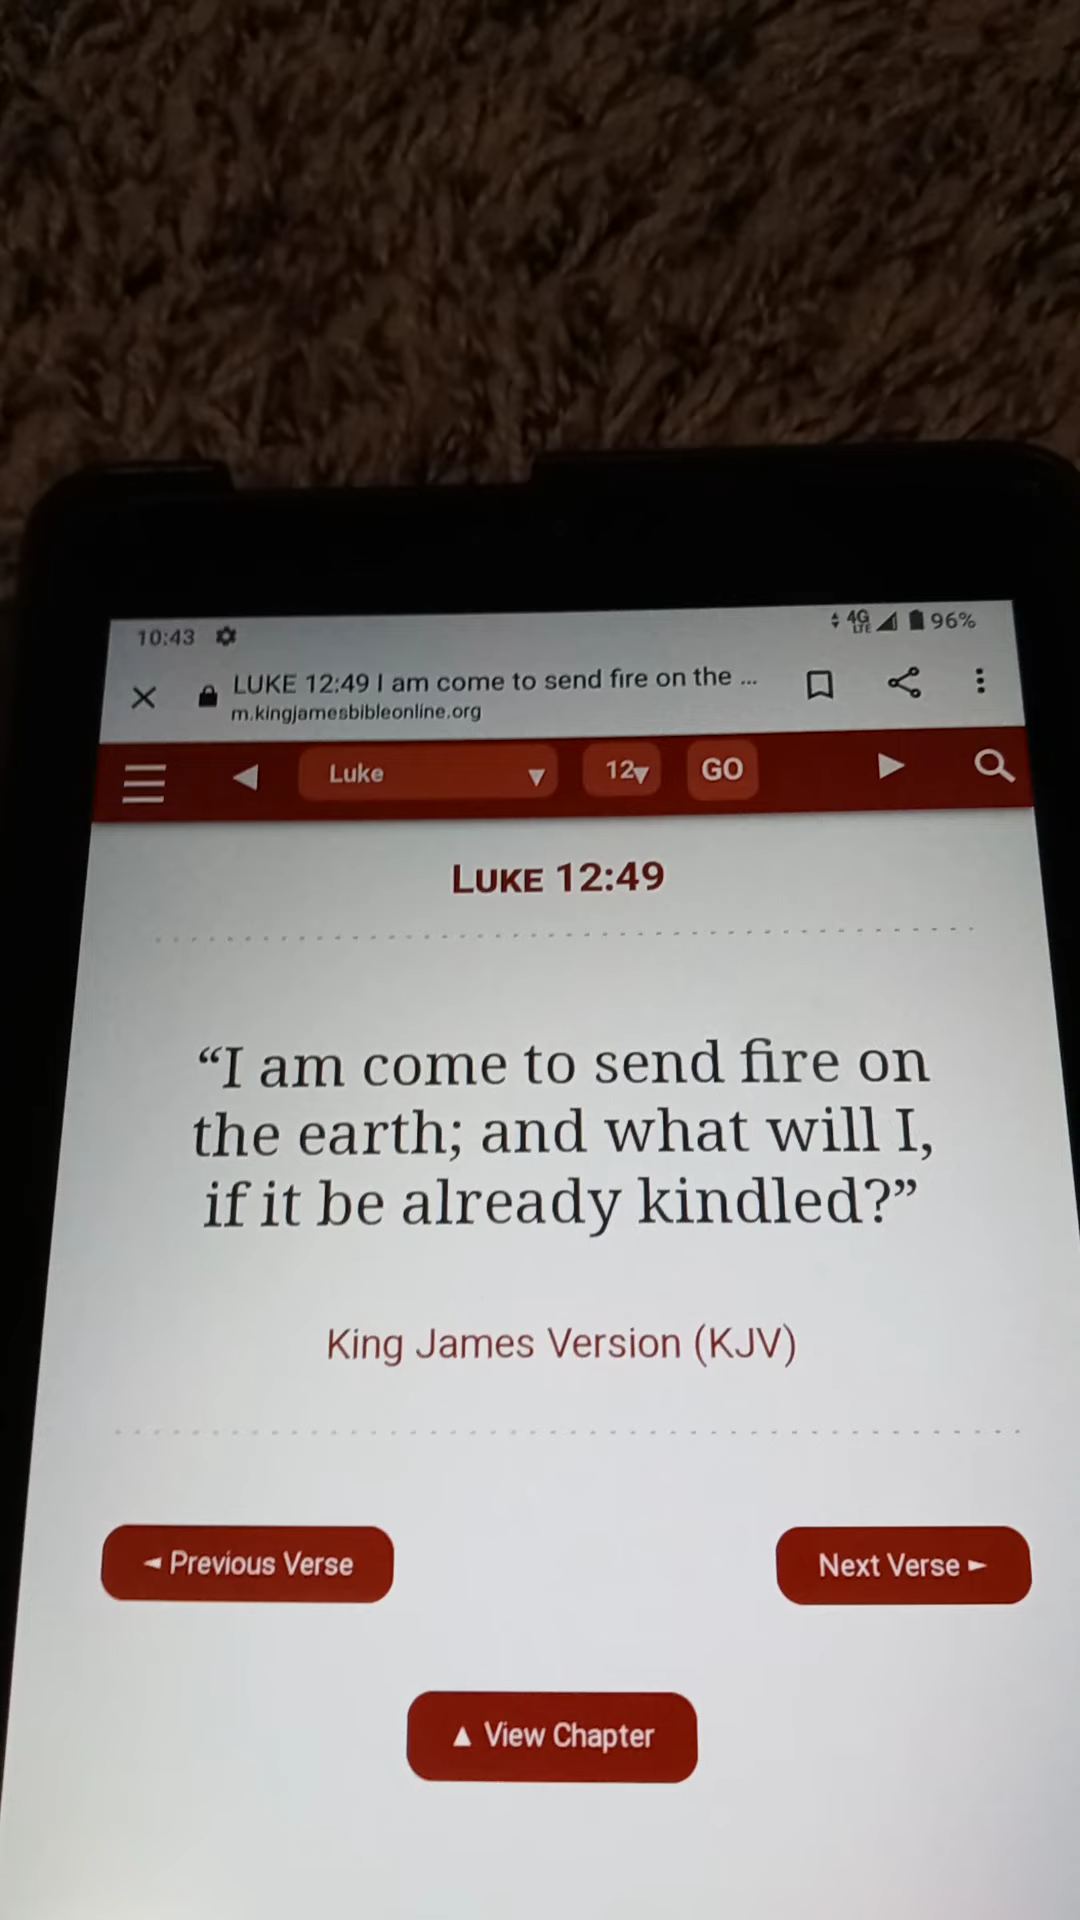 10:43 4G LTE 96%
LUKE 12:49 I am come to send fire on the ...
m.kingjamesbibleonline.org
Luke ▼ 12▼ GO
LUKE 12:49
“I am come to send fire on
the earth; and what will I,
if it be already kindled?”
King James Version (KJV)
◄ Previous Verse
Next Verse ►
▲ View Chapter